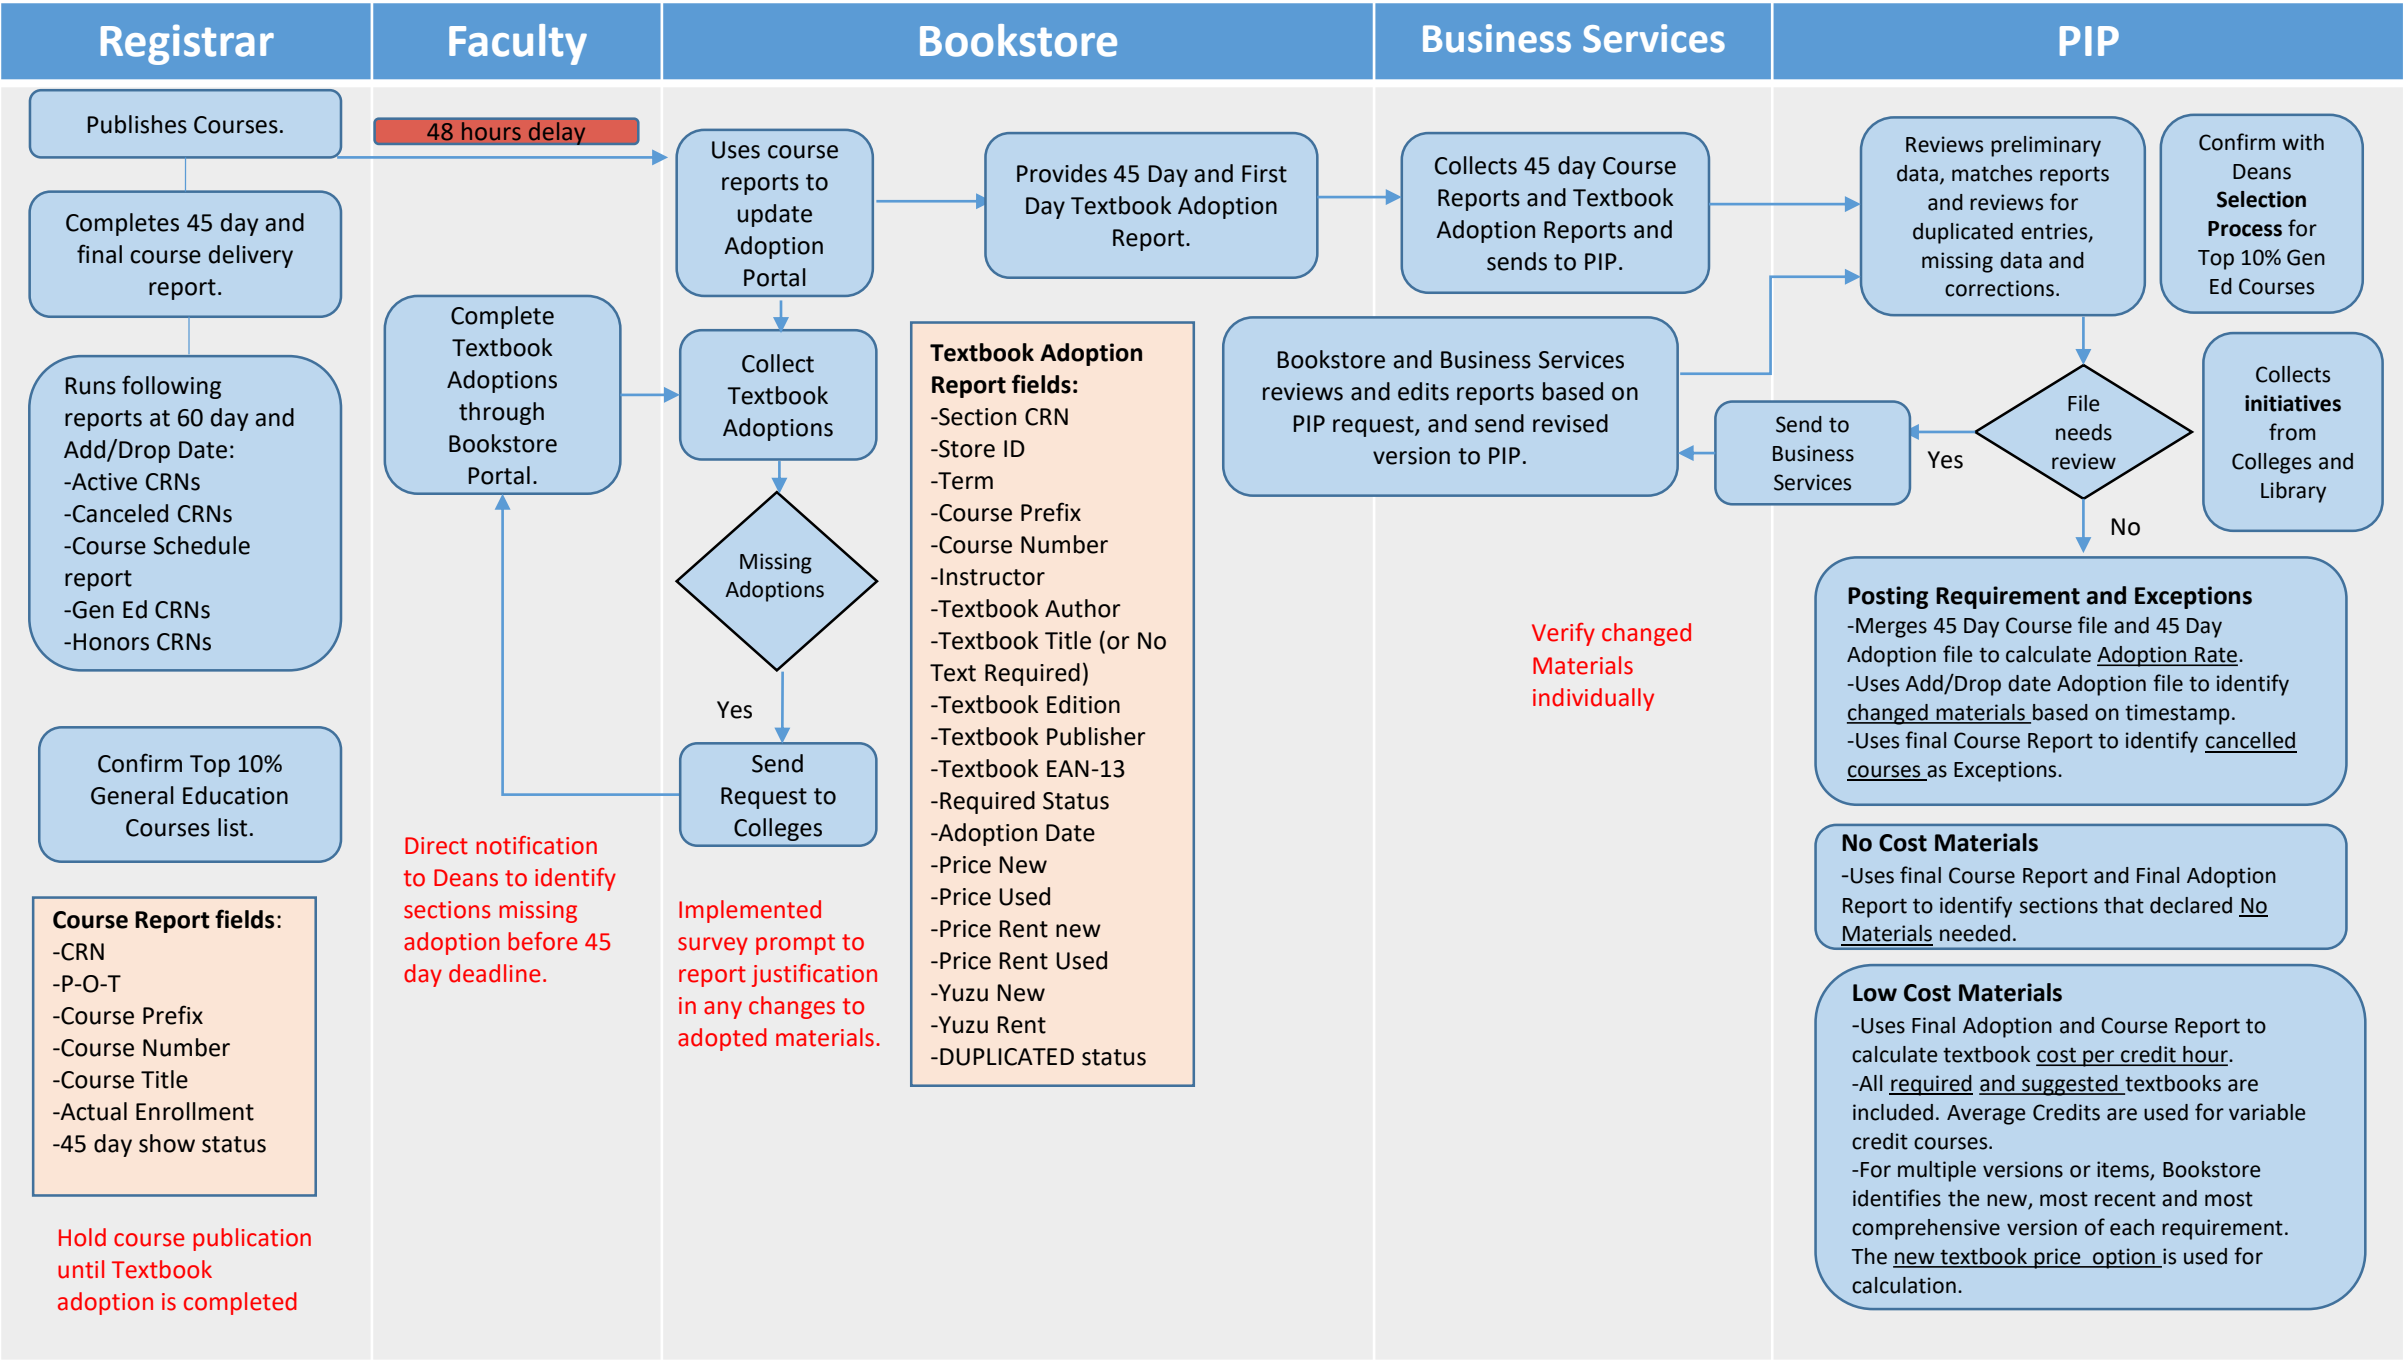 Registrar
Faculty
Bookstore
Business Services
PIP
Publishes Courses.
Completes 45 day and
final course delivery
report.
Runs following
reports at 60 day and
Add/Drop Date:
-Active CRNs
-Canceled CRNs
-Course Schedule
report
-Gen Ed CRNs
-Honors CRNs
Confirm Top 10%
General Education
Courses list.
Course Report fields:
-CRN
-P-O-T
-Course Prefix
-Course Number
-Course Title
-Actual Enrollment
-45 day show status
Hold course publication
until Textbook
adoption is completed
48 hours delay
Complete
Textbook
Adoptions
through
Bookstore
Portal.
Direct notification
to Deans to identify
sections missing
adoption before 45
day deadline.
Uses course
reports to
update
Adoption
Portal
Collect
Textbook
Adoptions
Missing
Adoptions
Yes
Send
Request to
Colleges
Implemented
survey prompt to
report justification
in any changes to
adopted materials.
Provides 45 Day and First
Day Textbook Adoption
Report.
Textbook Adoption
Report fields:
-Section CRN
-Store ID
-Term
-Course Prefix
-Course Number
-Instructor
-Textbook Author
-Textbook Title (or No
Text Required)
-Textbook Edition
-Textbook Publisher
-Textbook EAN-13
-Required Status
-Adoption Date
-Price New
-Price Used
-Price Rent new
-Price Rent Used
-Yuzu New
-Yuzu Rent
-DUPLICATED status
Collects 45 day Course
Reports and Textbook
Adoption Reports and
sends to PIP.
Bookstore and Business Services
reviews and edits reports based on
PIP request, and send revised
version to PIP.
Verify changed
Materials
individually
Send to
Business
Services
Reviews preliminary
data, matches reports
and reviews for
duplicated entries,
missing data and
corrections.
Confirm with
Deans
Selection
Process for
Top 10% Gen
Ed Courses
File
needs
review
Yes
No
Collects
initiatives
from
Colleges and
Library
Posting Requirement and Exceptions
-Merges 45 Day Course file and 45 Day
Adoption file to calculate Adoption Rate.
-Uses Add/Drop date Adoption file to identify
changed materials based on timestamp.
-Uses final Course Report to identify cancelled
courses as Exceptions.
No Cost Materials
-Uses final Course Report and Final Adoption
Report to identify sections that declared No
Materials needed.
Low Cost Materials
-Uses Final Adoption and Course Report to
calculate textbook cost per credit hour.
-All required and suggested textbooks are
included. Average Credits are used for variable
credit courses.
-For multiple versions or items, Bookstore
identifies the new, most recent and most
comprehensive version of each requirement.
The new textbook price option is used for
calculation.